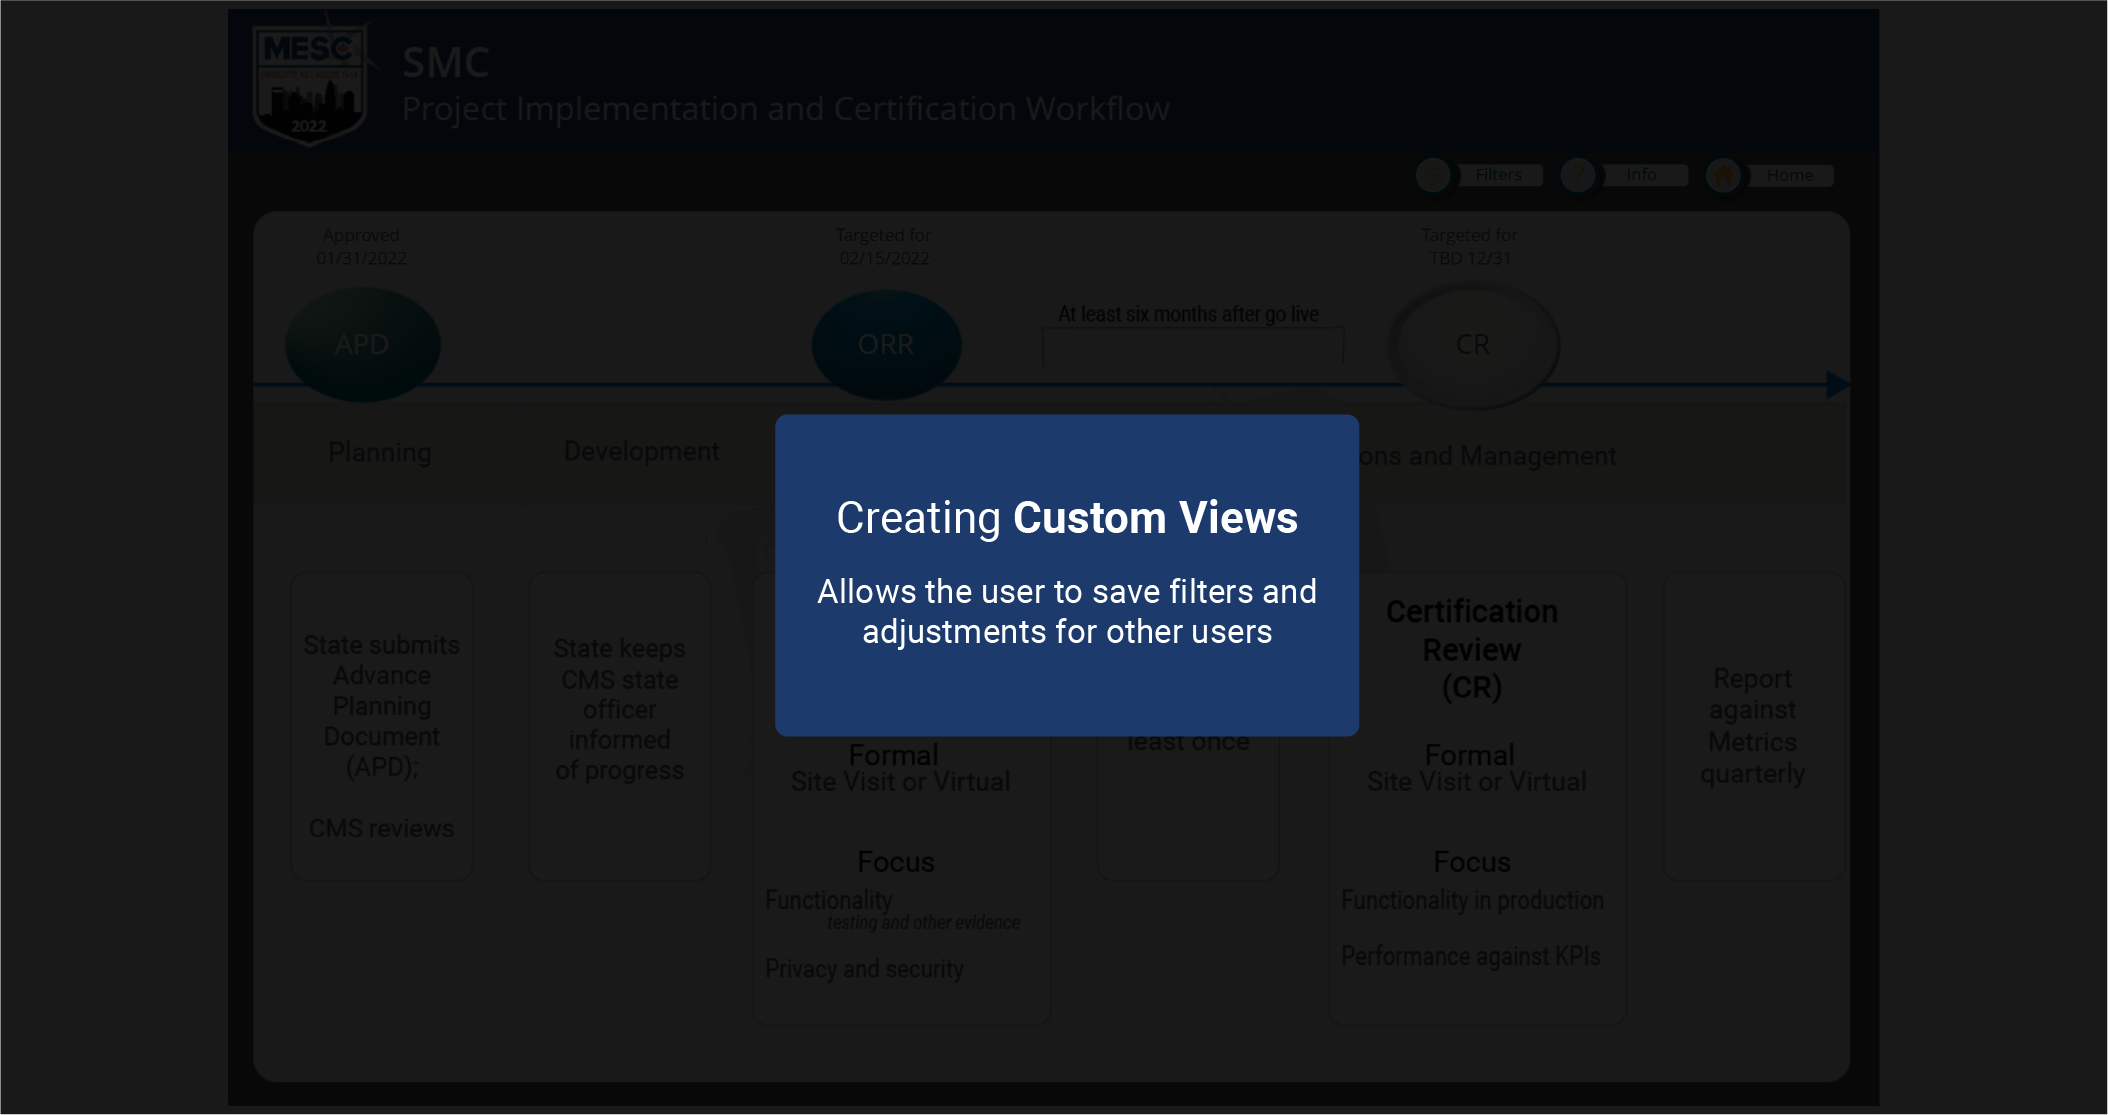 MESC
2022
SMC
Project Implementation and Certification Workflow
Filters
Info
Home
Approved
01/31/2022
Targeted for
02/15/2022
Targeted for
TBD 12/31
At least six months after go live
APD
ORR
CR
Planning
Development
ons and Management
Creating Custom Views
Allows the user to save filters and
adjustments for other users
State submits
Advance
Planning
Document
(APD);
CMS reviews
State keeps
CMS state
officer
informed
of progress
Formal
Site Visit or Virtual
Focus
Functionality
testing and other evidence
Privacy and security
least once
Certification
Review
(CR)
Formal
Site Visit or Virtual
Focus
Functionality in production
Performance against KPIs
Report
against
Metrics
quarterly